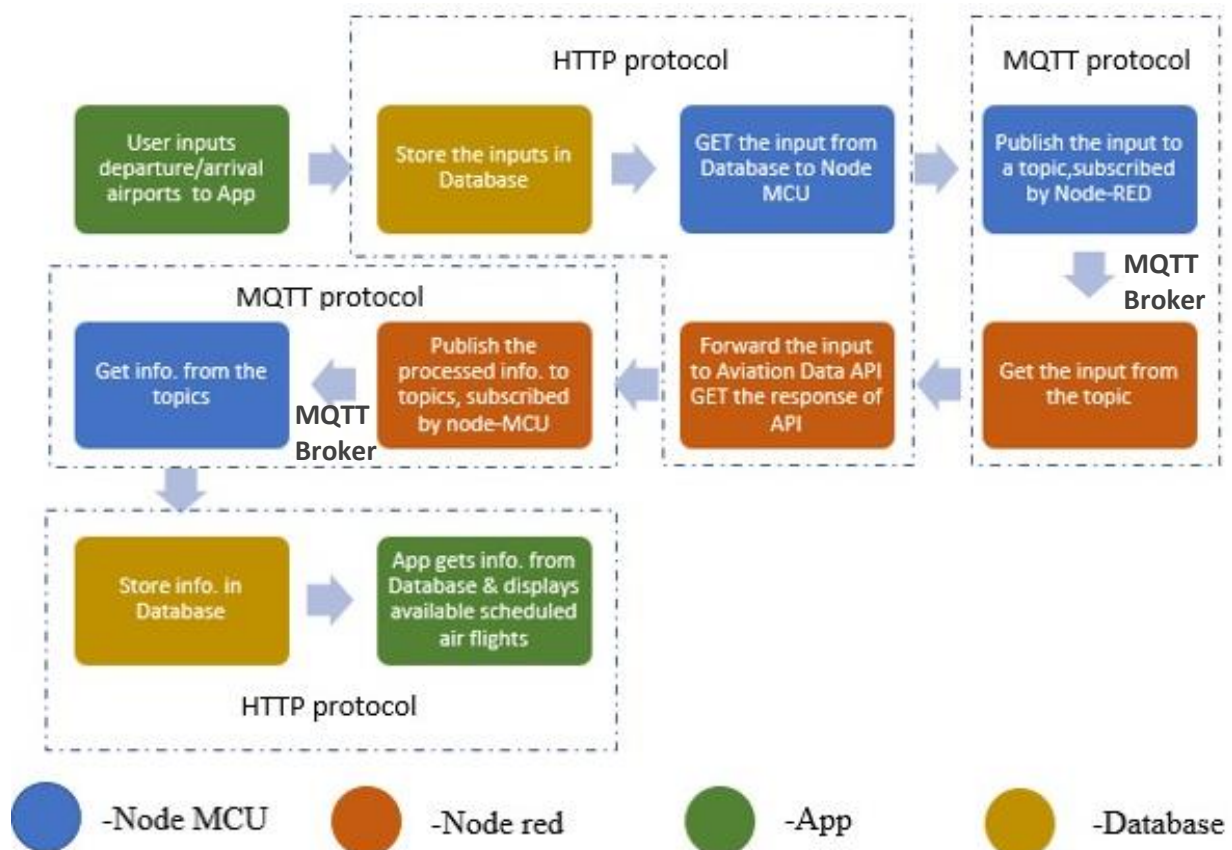 HTTP protocol
MQTT protocol
User inputs
departure/arrival
airports to App
Store the inputs in
Database
GET the input from
Database to Node
MCU
Publish the input to
a topic,subscribed
by Node-RED
MQTT
Broker
MQTT protocol
Get info. from the
topics
Publish the
processed info. to
topics, subscribed
by node-MCU
MQTT
Broker
Forward the input
to Aviation Data API
GET the response of
API
Get the input from
the topic
Store info. in
Database
App gets info. from
Database & displays
available scheduled
air flights
HTTP protocol
-Node MCU
-Node red
-App
-Database